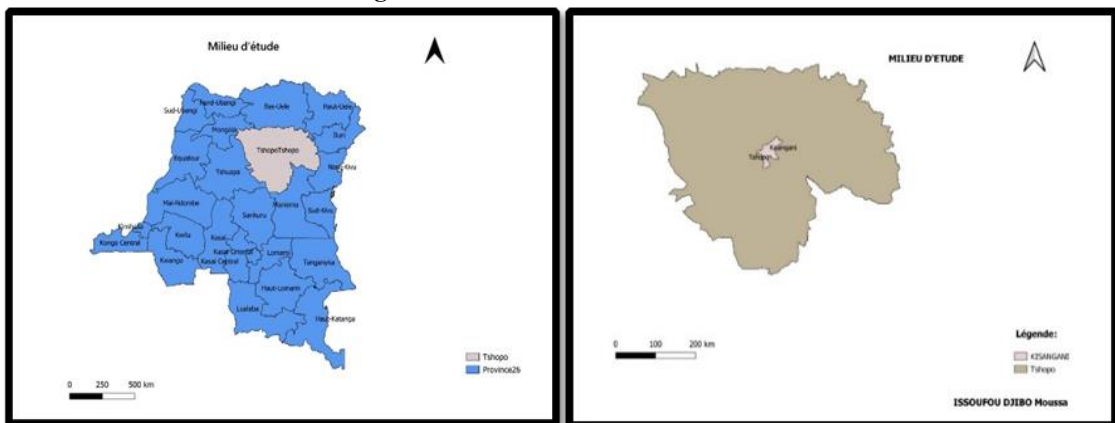 Milieu d'étude
Nord-Ubangi
Bas-Uele
Haut-Uele
Sud-Ubangi
Mongala
Ituri
TshopoTshopo
Equateur
Tshuapa
Nord-Kivu
Mai-Ndombe
Sankuru
Maniema
Sud-Kivu
Kinshasa
Kongo Central
Kwilu
Kasai
Kasai Oriental
Lomami
Kwango
Kasai Central
Tanganyika
Haut-Lomami
Lualaba
Haut-Katanga
Tshopo
Province26
0 250 500 km
MILIEU D'ETUDE
Kisangani
Tshopo
Légende:
KISANGANI
Tshopo
0 100 200 km
ISSOUFOU DJIBO Moussa